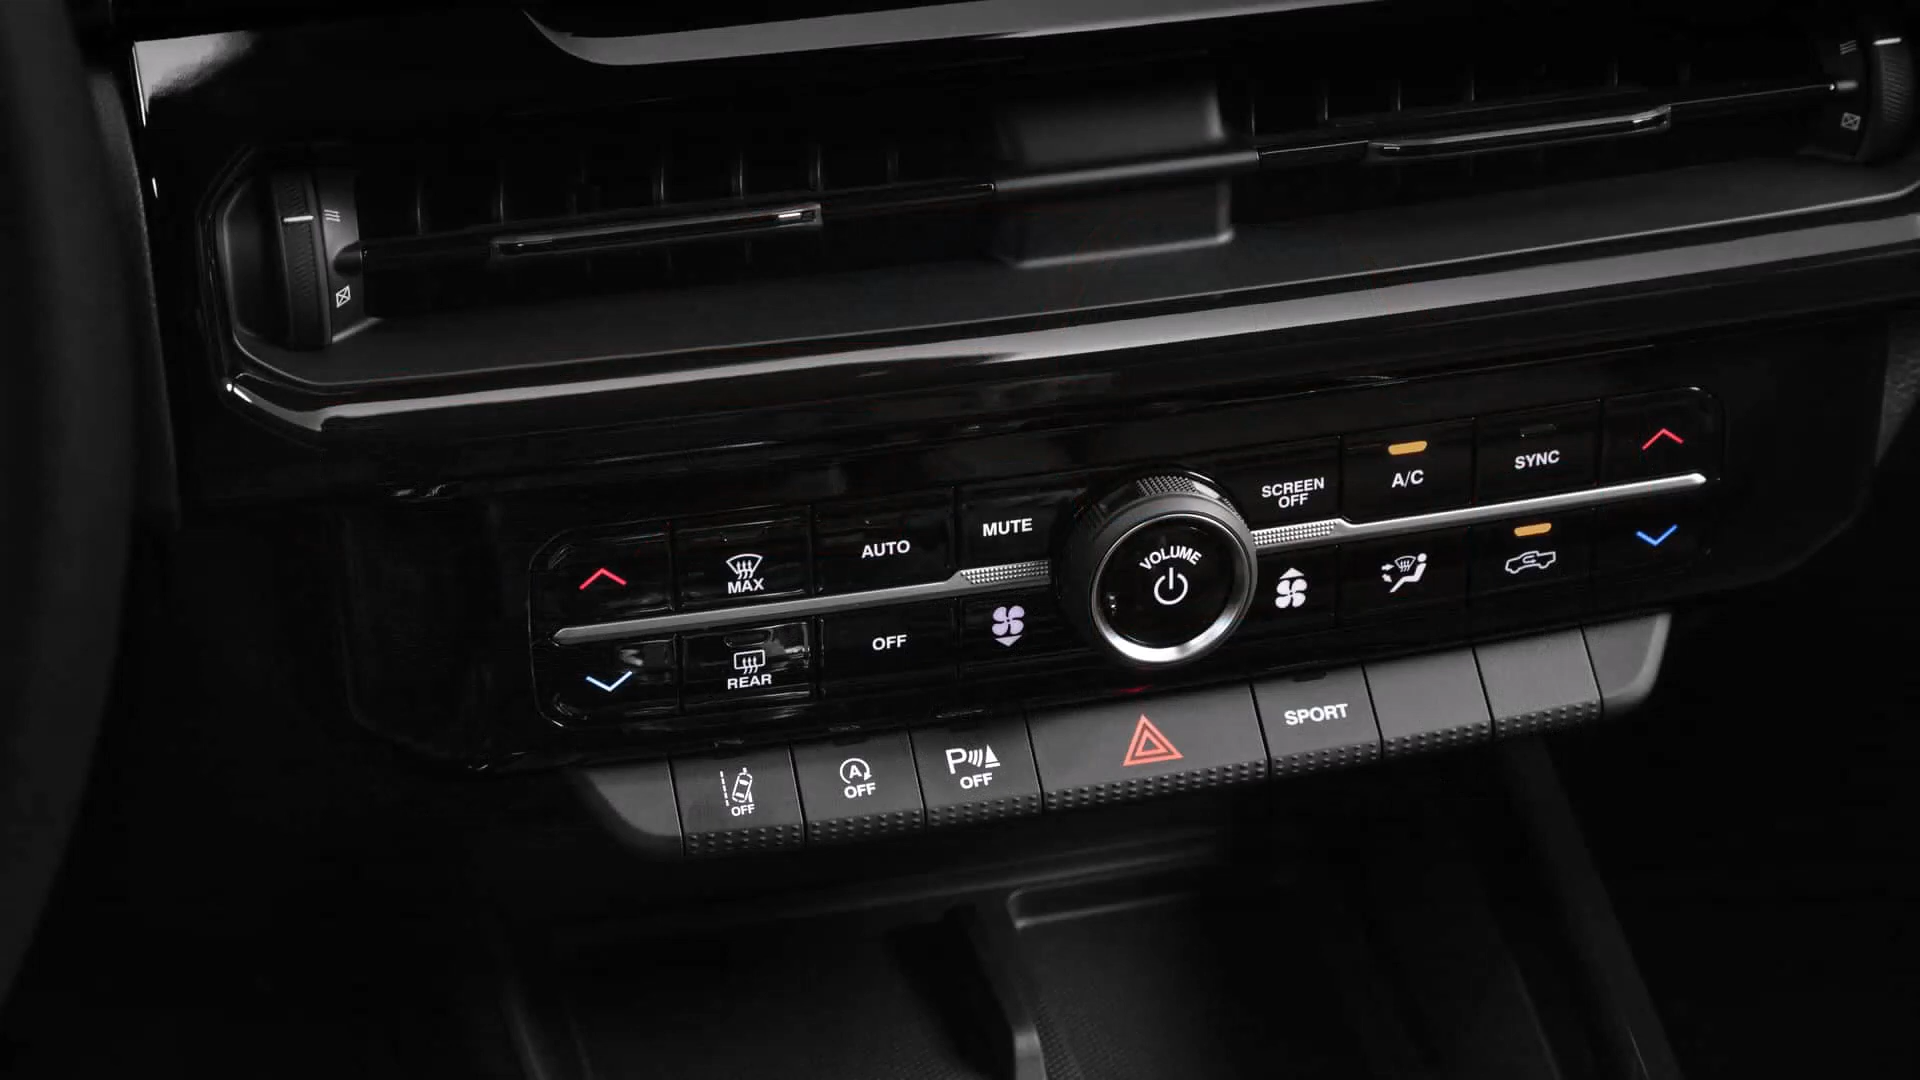 MAX
AUTO
MUTE
VOLUME
SCREEN
OFF
A/C
SYNC
REAR
OFF
OFF
A
OFF
P
OFF
SPORT